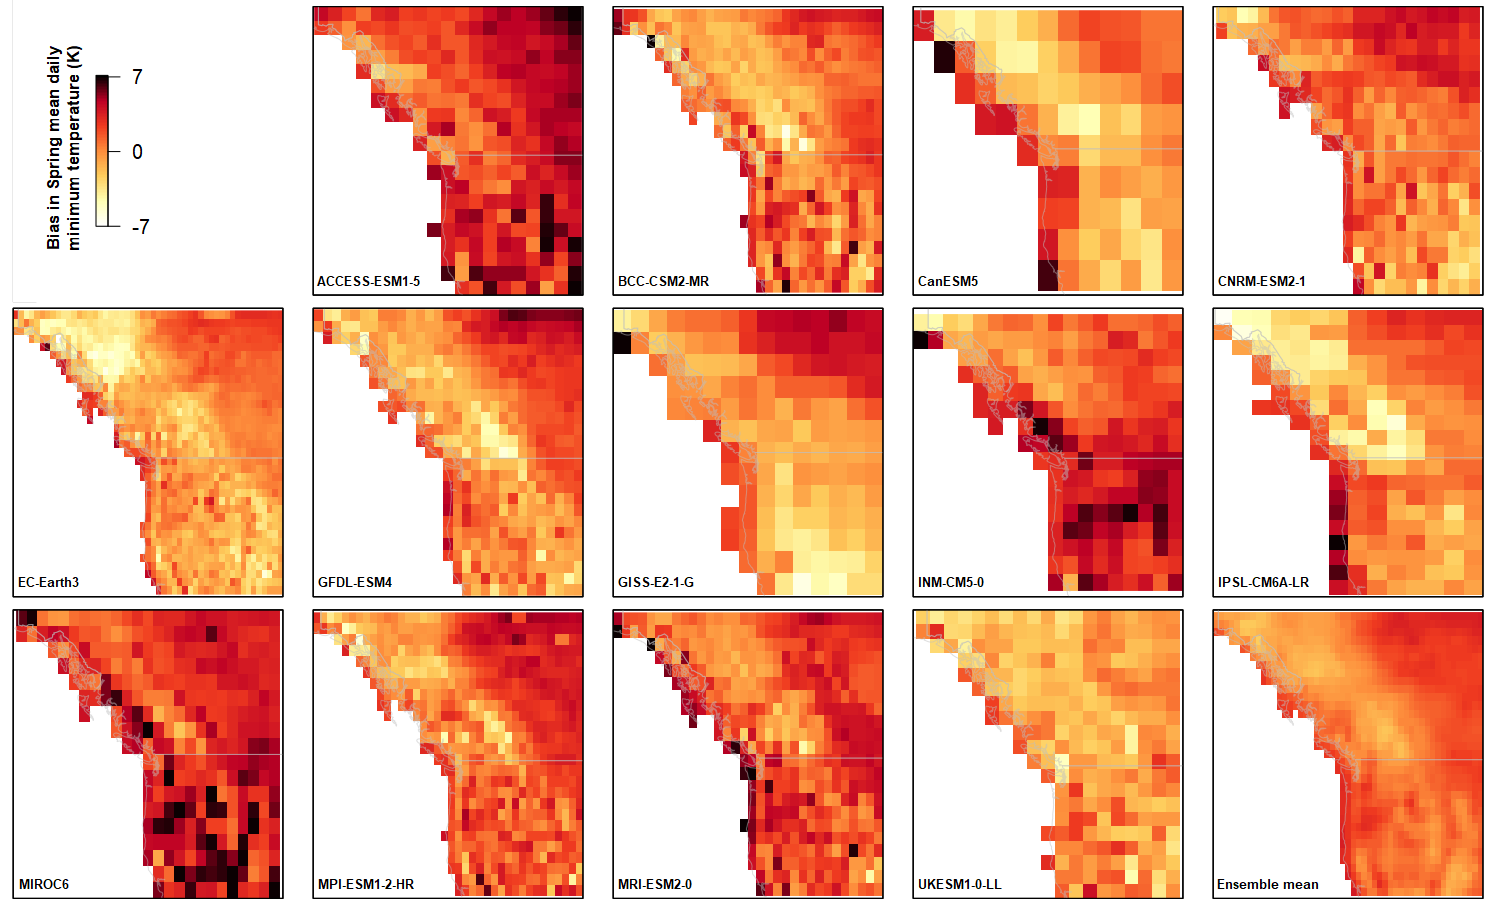 Bias in Spring mean daily
minimum temperature (K)
7
0
-7
ACCESS-ESM1-5
BCC-CSM2-MR
CanESM5
CNRM-ESM2-1
EC-Earth3
GFDL-ESM4
GISS-E2-1-G
INM-CM5-0
IPSL-CM6A-LR
MIROC6
MPI-ESM1-2-HR
MRI-ESM2-0
UKESM1-0-LL
Ensemble mean